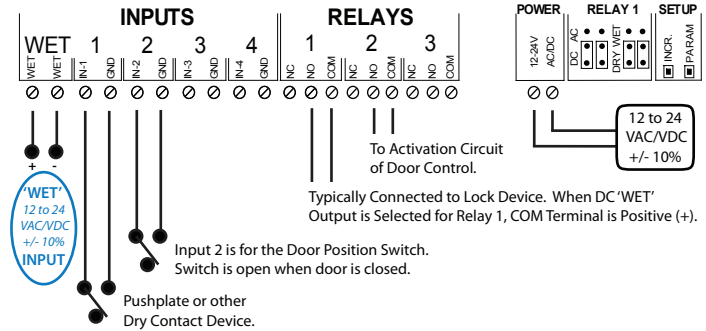 INPUTS RELAYS POWER RELAY 1 SETUP
WET 1 2 3 4 1 2 3
WET WET IN-1 GND IN-2 GND IN-3 GND IN-4 GND NC NO COM NC NO COM NC NO COM
12-24V AC/DC
DC AC
DRY WET
INCR.
PARAM
12 to 24
VAC/VDC
+/- 10%
To Activation Circuit
of Door Control.
+ -
Typically Connected to Lock Device. When DC ‘WET’
Output is Selected for Relay 1, COM Terminal is Positive (+).
‘WET’
12 to 24
VAC/VDC
+/- 10%
INPUT
Input 2 is for the Door Position Switch.
Switch is open when door is closed.
Pushplate or other
Dry Contact Device.